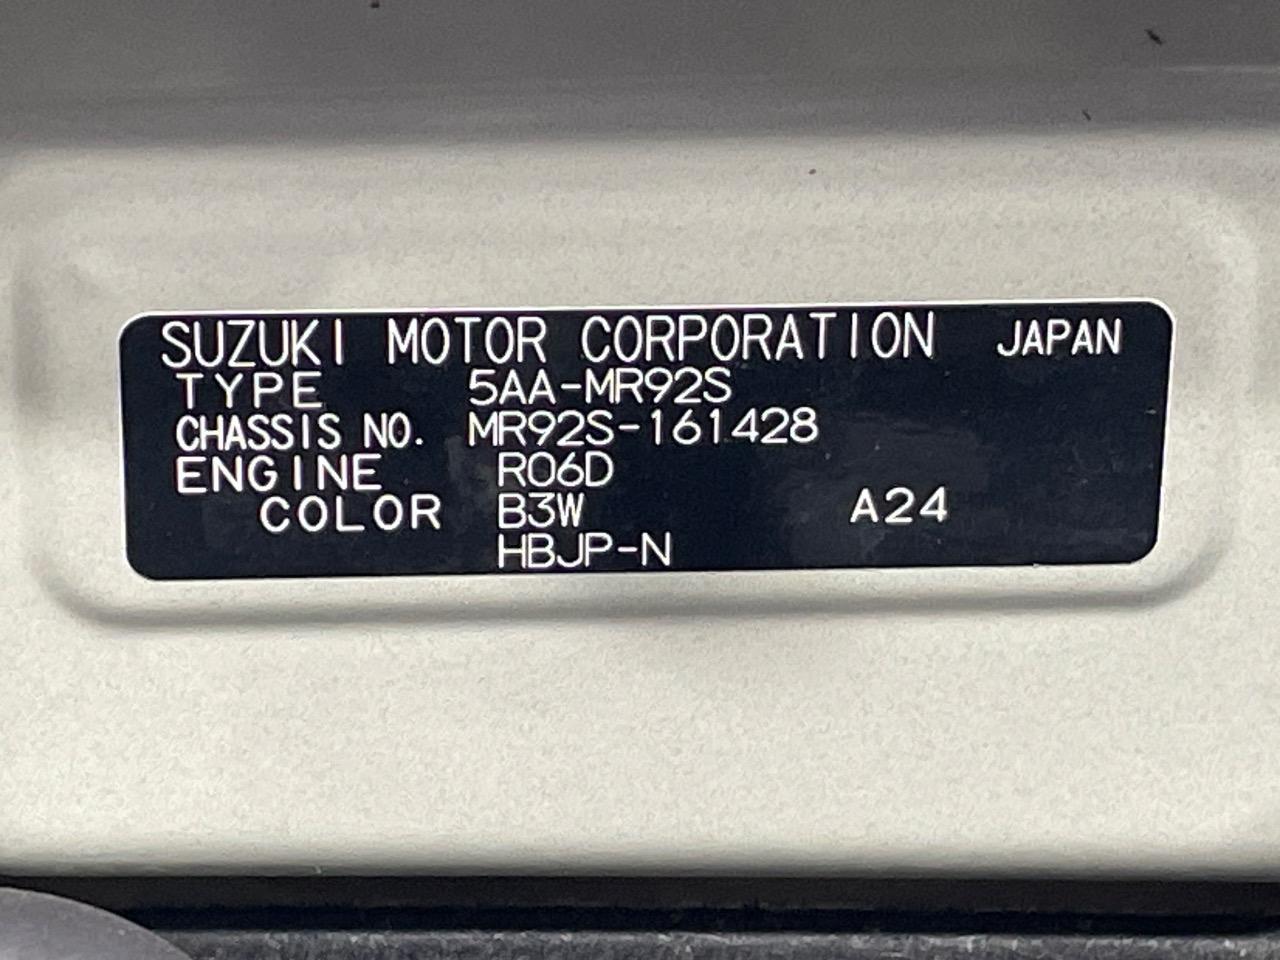 SUZUKI MOTOR CORPORATION JAPAN
TYPE 5AA-MR92S
CHASSIS NO. MR92S-161428
ENGINE R06D
COLOR B3W A24
HBJP-N